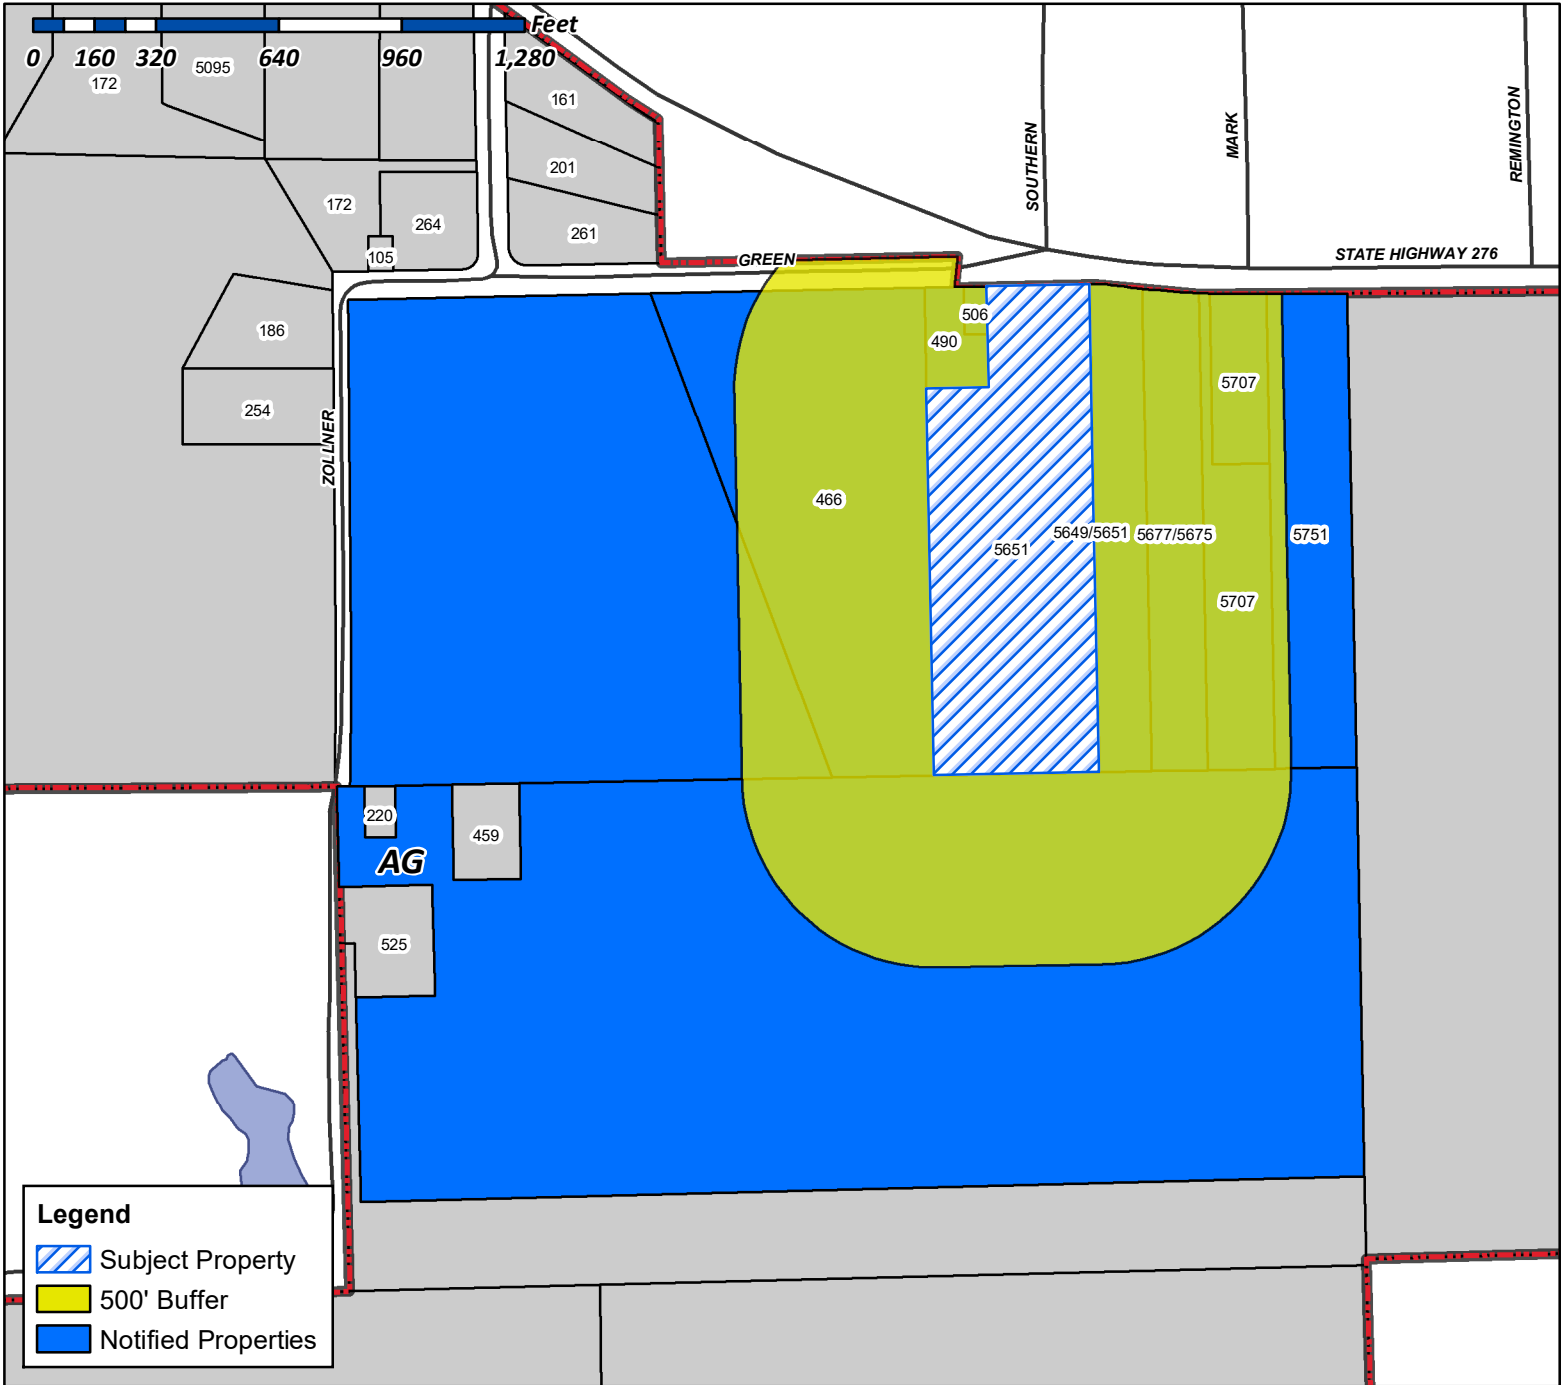 Feet
0 160 320 640 960 1,280
172
5095
161
201
172
264
261
105
GREEN
SOUTHERN
MARK
REMINGTON
STATE HIGHWAY 276
186
254
ZOLLNER
506
490
5707
466
5651
5649/5651
5677/5675
5751
5707
220
459
AG
525
Legend
Subject Property
500' Buffer
Notified Properties